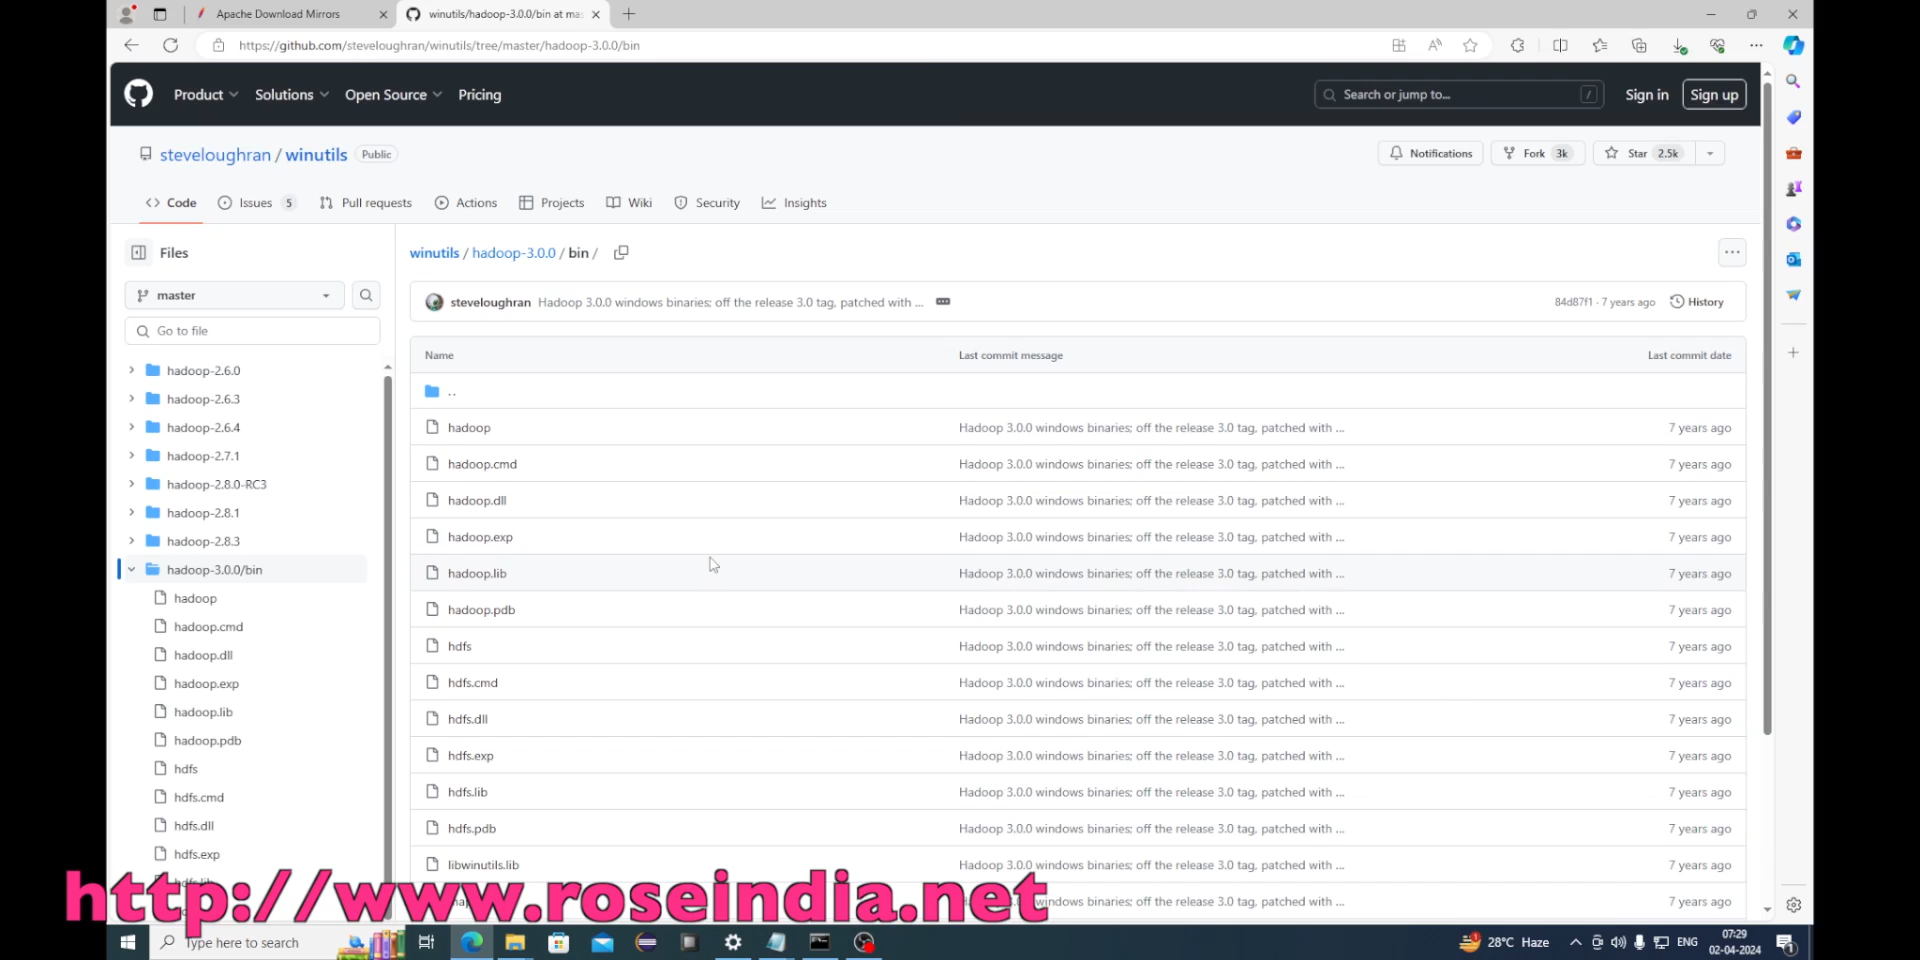 Apache Download Mirrors
winutils/hadoop-3.0.0/bin at mas
https://github.com/steveloughran/winutils/tree/master/hadoop-3.0.0/bin
Product
Solutions
Open Source
Pricing
Search or jump to...
/
Sign in
Sign up
steveloughran / winutils
Public
Notifications
Fork 3k
Star 2.5k
Code
Issues 5
Pull requests
Actions
Projects
Wiki
Security
Insights
Files
master
Go to file
hadoop-2.6.0
hadoop-2.6.3
hadoop-2.6.4
hadoop-2.7.1
hadoop-2.8.0-RC3
hadoop-2.8.1
hadoop-2.8.3
hadoop-3.0.0/bin
hadoop
hadoop.cmd
hadoop.dll
hadoop.exp
hadoop.lib
hadoop.pdb
hdfs
hdfs.cmd
hdfs.dll
hdfs.exp
winutils / hadoop-3.0.0 / bin /
steveloughran Hadoop 3.0.0 windows binaries; off the release 3.0 tag, patched with ...
84d87f1 · 7 years ago
History
Name Last commit message Last commit date
..
hadoop Hadoop 3.0.0 windows binaries; off the release 3.0 tag, patched with ... 7 years ago
hadoop.cmd Hadoop 3.0.0 windows binaries; off the release 3.0 tag, patched with ... 7 years ago
hadoop.dll Hadoop 3.0.0 windows binaries; off the release 3.0 tag, patched with ... 7 years ago
hadoop.exp Hadoop 3.0.0 windows binaries; off the release 3.0 tag, patched with ... 7 years ago
hadoop.lib Hadoop 3.0.0 windows binaries; off the release 3.0 tag, patched with ... 7 years ago
hadoop.pdb Hadoop 3.0.0 windows binaries; off the release 3.0 tag, patched with ... 7 years ago
hdfs Hadoop 3.0.0 windows binaries; off the release 3.0 tag, patched with ... 7 years ago
hdfs.cmd Hadoop 3.0.0 windows binaries; off the release 3.0 tag, patched with ... 7 years ago
hdfs.dll Hadoop 3.0.0 windows binaries; off the release 3.0 tag, patched with ... 7 years ago
hdfs.exp Hadoop 3.0.0 windows binaries; off the release 3.0 tag, patched with ... 7 years ago
hdfs.lib Hadoop 3.0.0 windows binaries; off the release 3.0 tag, patched with ... 7 years ago
hdfs.pdb Hadoop 3.0.0 windows binaries; off the release 3.0 tag, patched with ... 7 years ago
libwinutils.lib Hadoop 3.0.0 windows binaries; off the release 3.0 tag, patched with ... 7 years ago
3.0.0 windows binaries; off the release 3.0 tag, patched with ... 7 years ago
http://www.roseindia.net
Type here to search
28°C Haze
ENG
07:29
02-04-2024